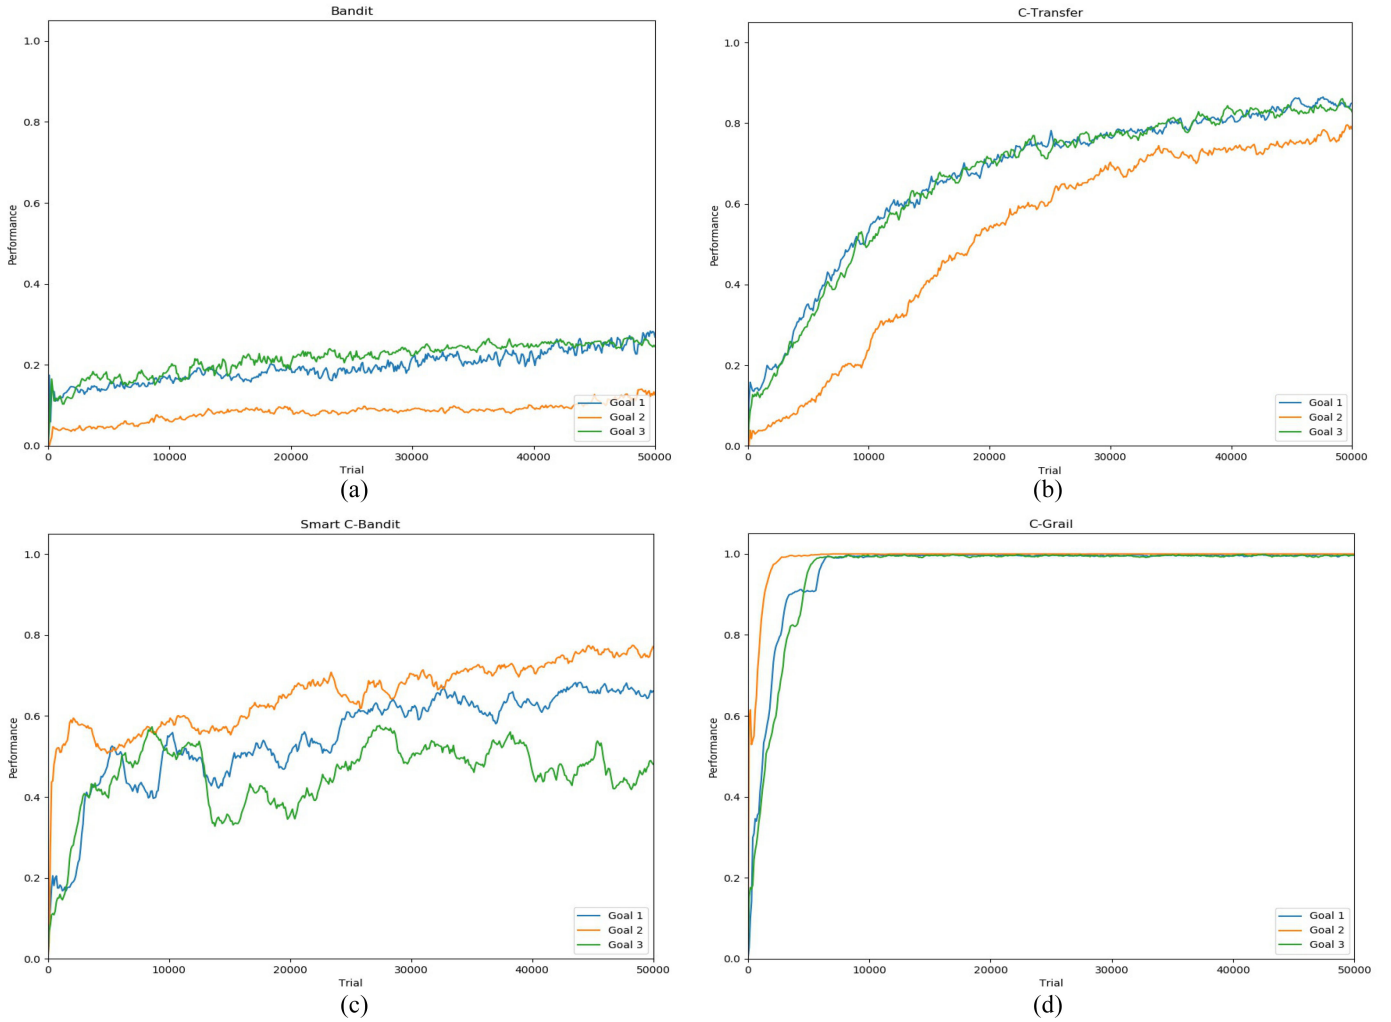 Bandit
1.0
0.8
0.6
0.4
0.2
0.0
Performance
0 10000 20000 30000 40000 50000
Trial
Goal 1
Goal 2
Goal 3
(a)
C-Transfer
1.0
0.8
0.6
0.4
0.2
0.0
Performance
0 10000 20000 30000 40000 50000
Trial
Goal 1
Goal 2
Goal 3
(b)
Smart C-Bandit
1.0
0.8
0.6
0.4
0.2
0.0
Performance
0 10000 20000 30000 40000 50000
Trial
Goal 1
Goal 2
Goal 3
(c)
C-Grail
1.0
0.8
0.6
0.4
0.2
0.0
Performance
0 10000 20000 30000 40000 50000
Trial
Goal 1
Goal 2
Goal 3
(d)